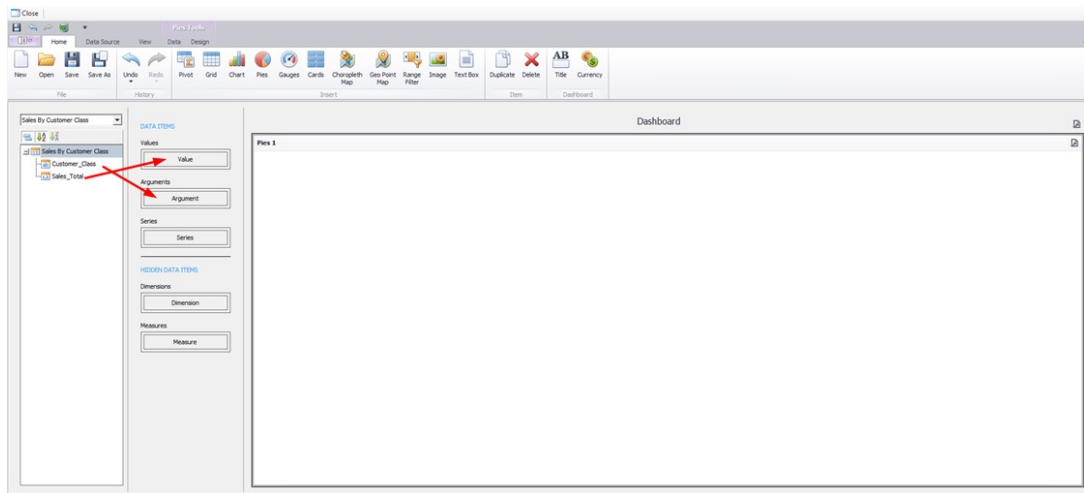 Close
Pies Tools
File Home Data Source View Data Design
New Open Save Save As Undo Redo Pivot Grid Chart Pies Gauges Cards Choropleth Map Geo Point Map Range Filter Image Text Box Duplicate Delete AB Title Currency
File History Insert Item Dashboard
Sales By Customer Class
DATA ITEMS
Dashboard
Values
Pies 1
Sales By Customer Class
Value
Customer_Class
Sales_Total
Arguments
Argument
Series
Series
HIDDEN DATA ITEMS
Dimensions
Dimension
Measures
Measure